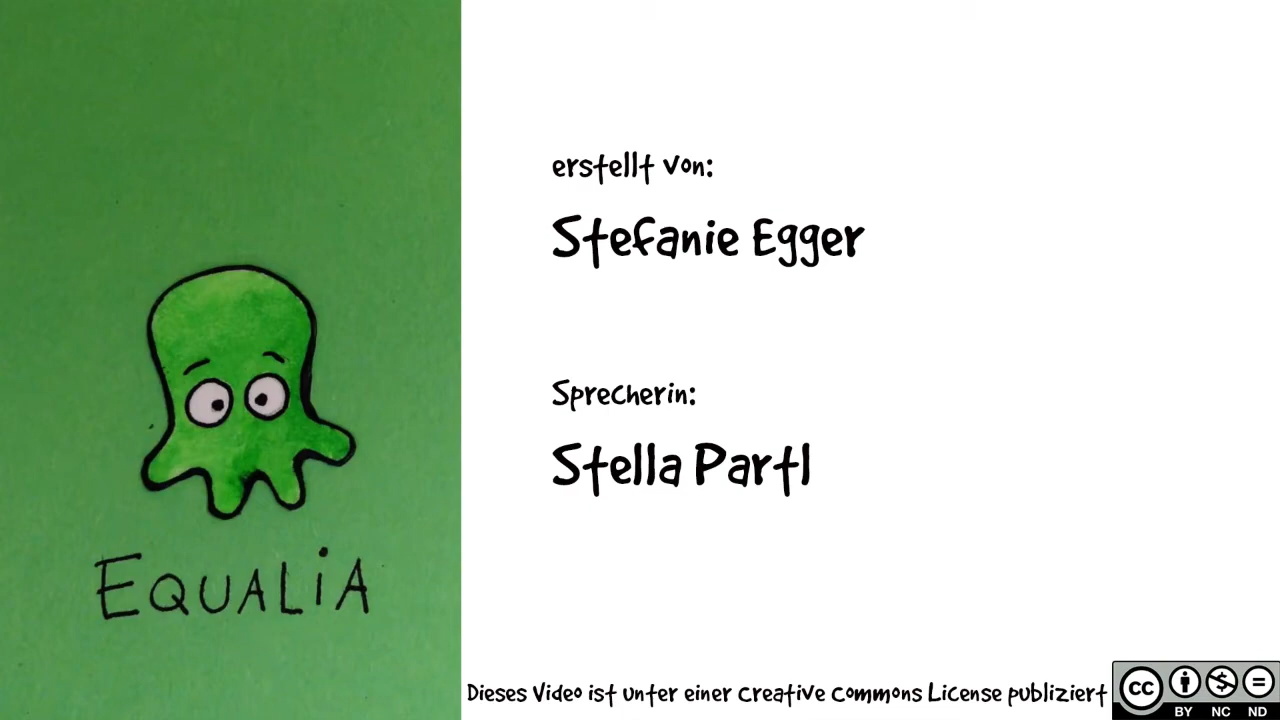 EQUALiA
erstellt von:
Stefanie Egger
Sprecherin:
Stella Partl
Dieses Video ist unter einer Creative Commons License publiziert
CC
BY NC ND